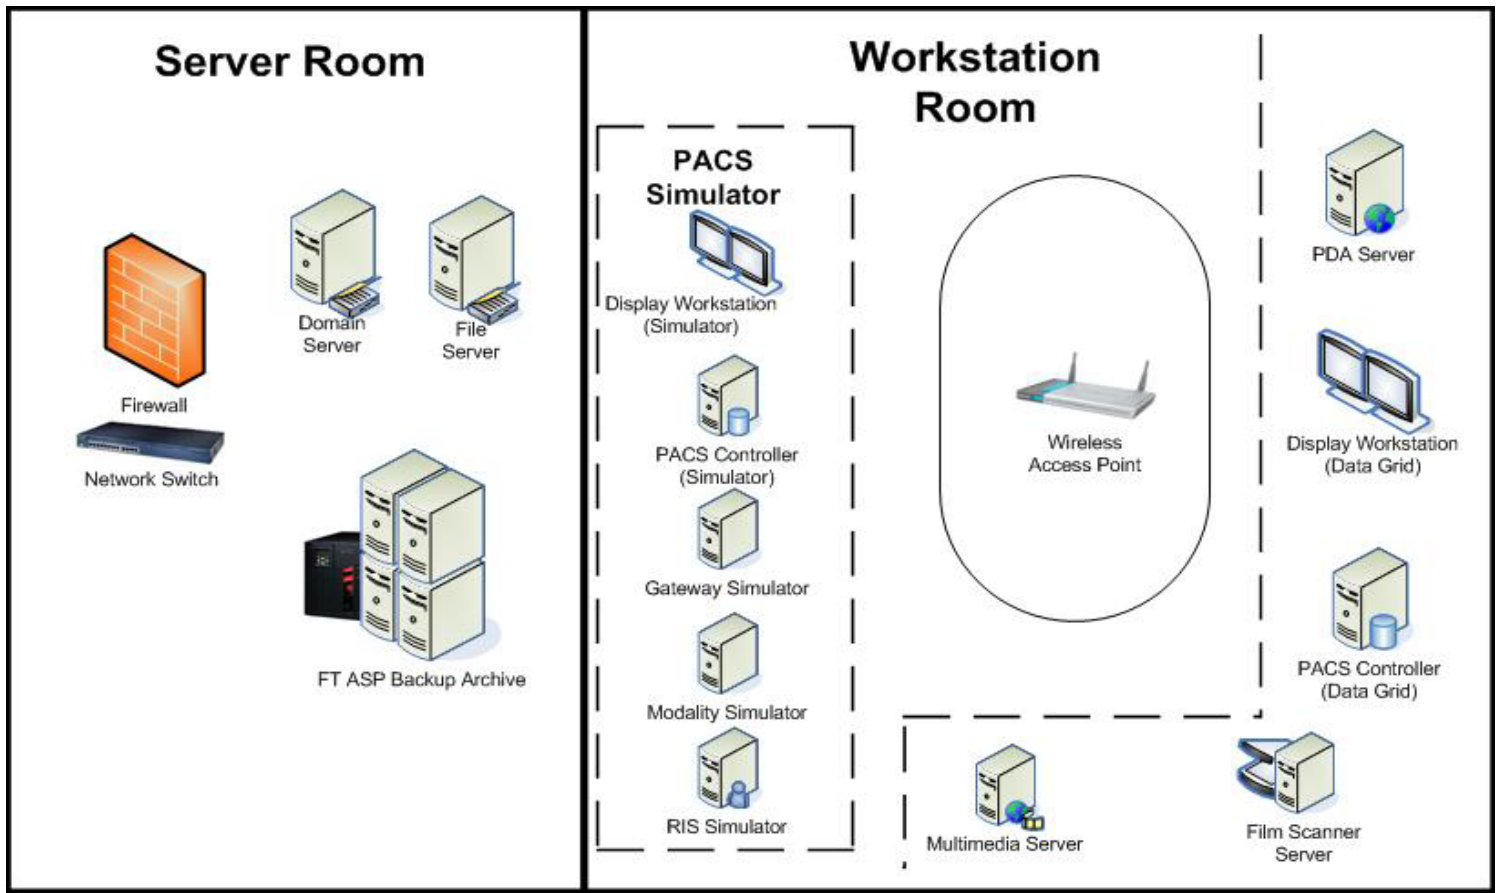 Server Room
Firewall
Network Switch
Domain
Server
File
Server
FT ASP Backup Archive
Workstation
Room
PACS
Simulator
Display Workstation
(Simulator)
PACS Controller
(Simulator)
Gateway Simulator
Modality Simulator
RIS Simulator
Wireless
Access Point
PDA Server
Display Workstation
(Data Grid)
PACS Controller
(Data Grid)
Multimedia Server
Film Scanner
Server